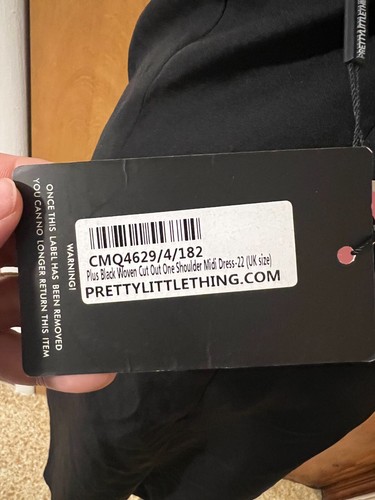 PRETTYLITTLETHING
CMQ4629/4/182
Plus Black Woven Cut Out One Shoulder Midi Dress-22 (UK size)
PRETTYLITTLETHING.COM
WARNING!
ONCE THIS LABEL HAS BEEN REMOVED
YOU CAN NO LONGER RETURN THIS ITEM